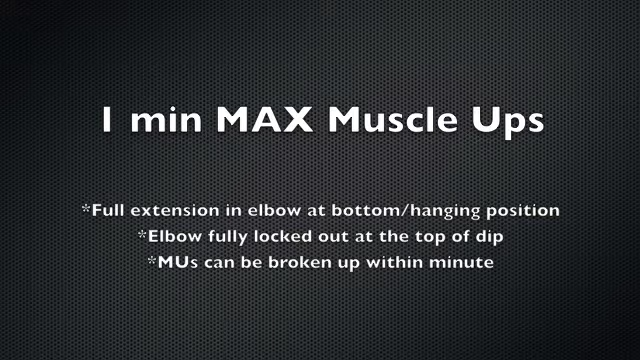 1 min MAX Muscle Ups
*Full extension in elbow at bottom/hanging position
*Elbow fully locked out at the top of dip
*MUs can be broken up within minute